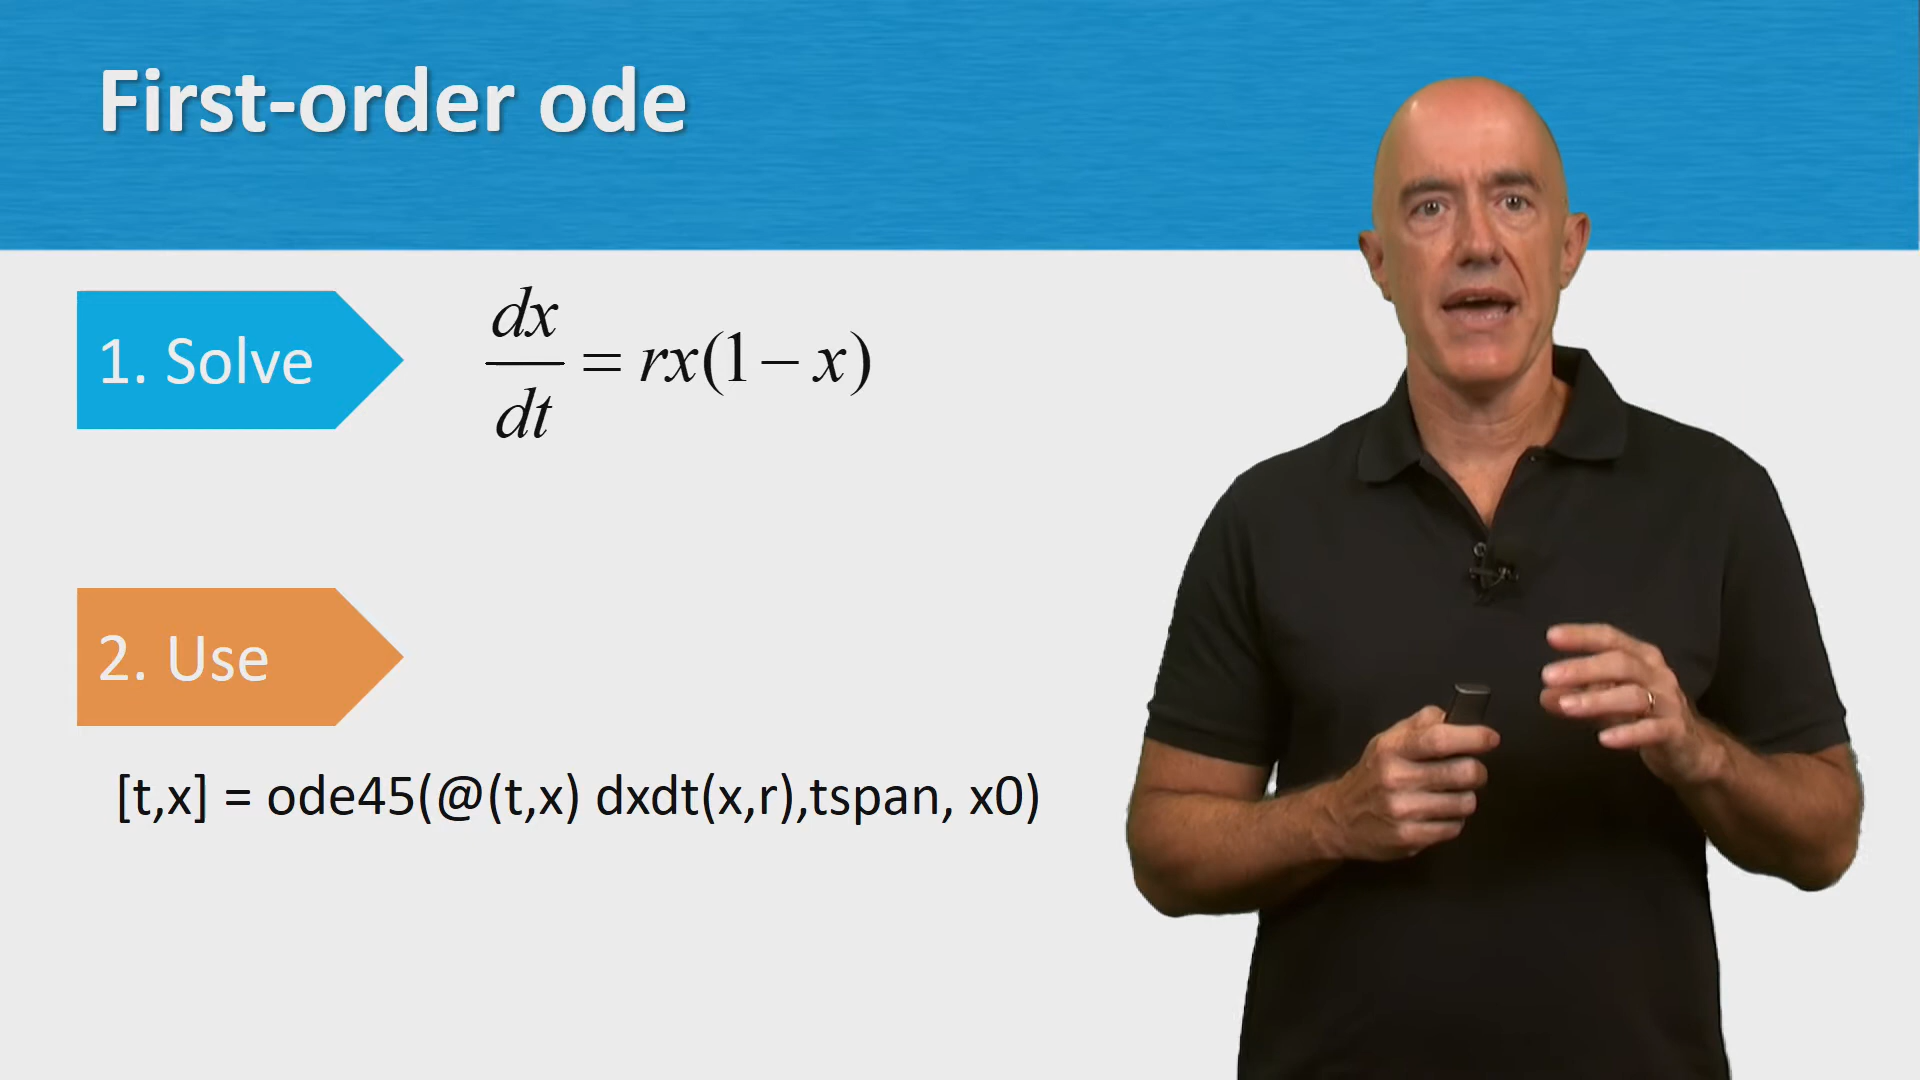 First-order ode
1. Solve
dx/dt = rx(1 − x)
2. Use
[t,x] = ode45(@(t,x) dxdt(x,r),tspan, x0)